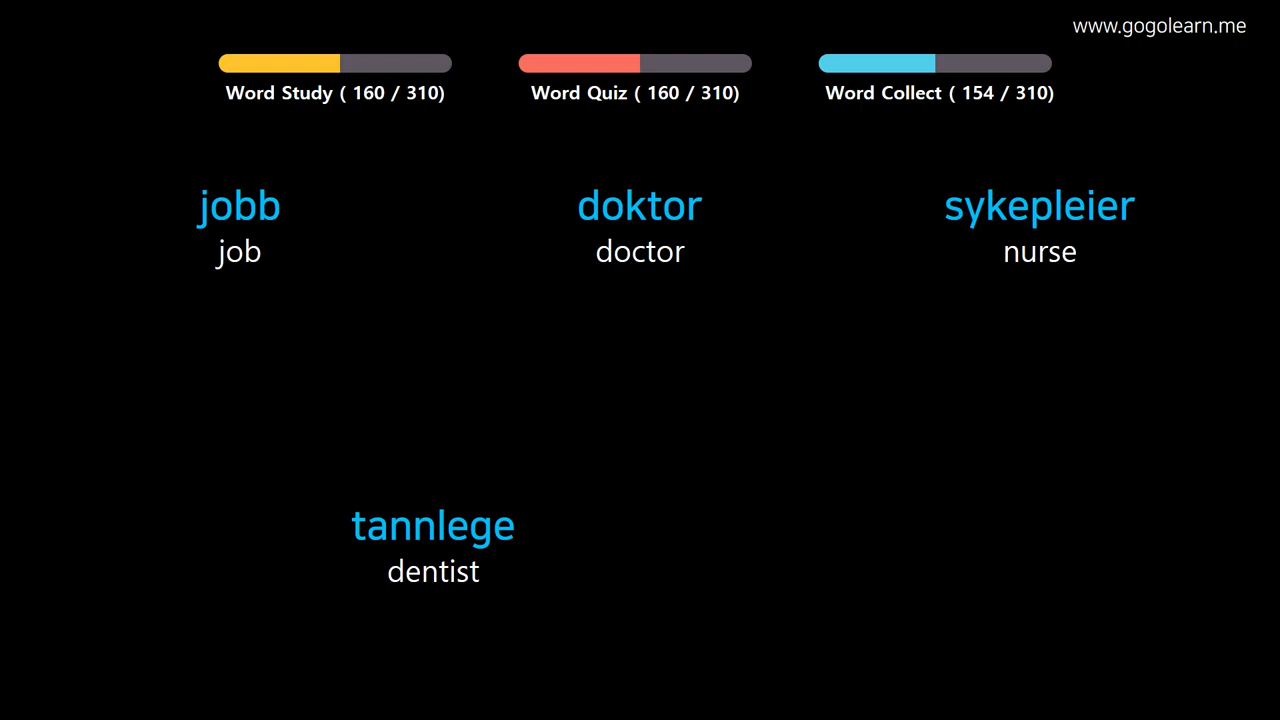 www.gogolearn.me
Word Study ( 160 / 310)
Word Quiz ( 160 / 310)
Word Collect ( 154 / 310)
jobb
job
doktor
doctor
sykepleier
nurse
tannlege
dentist